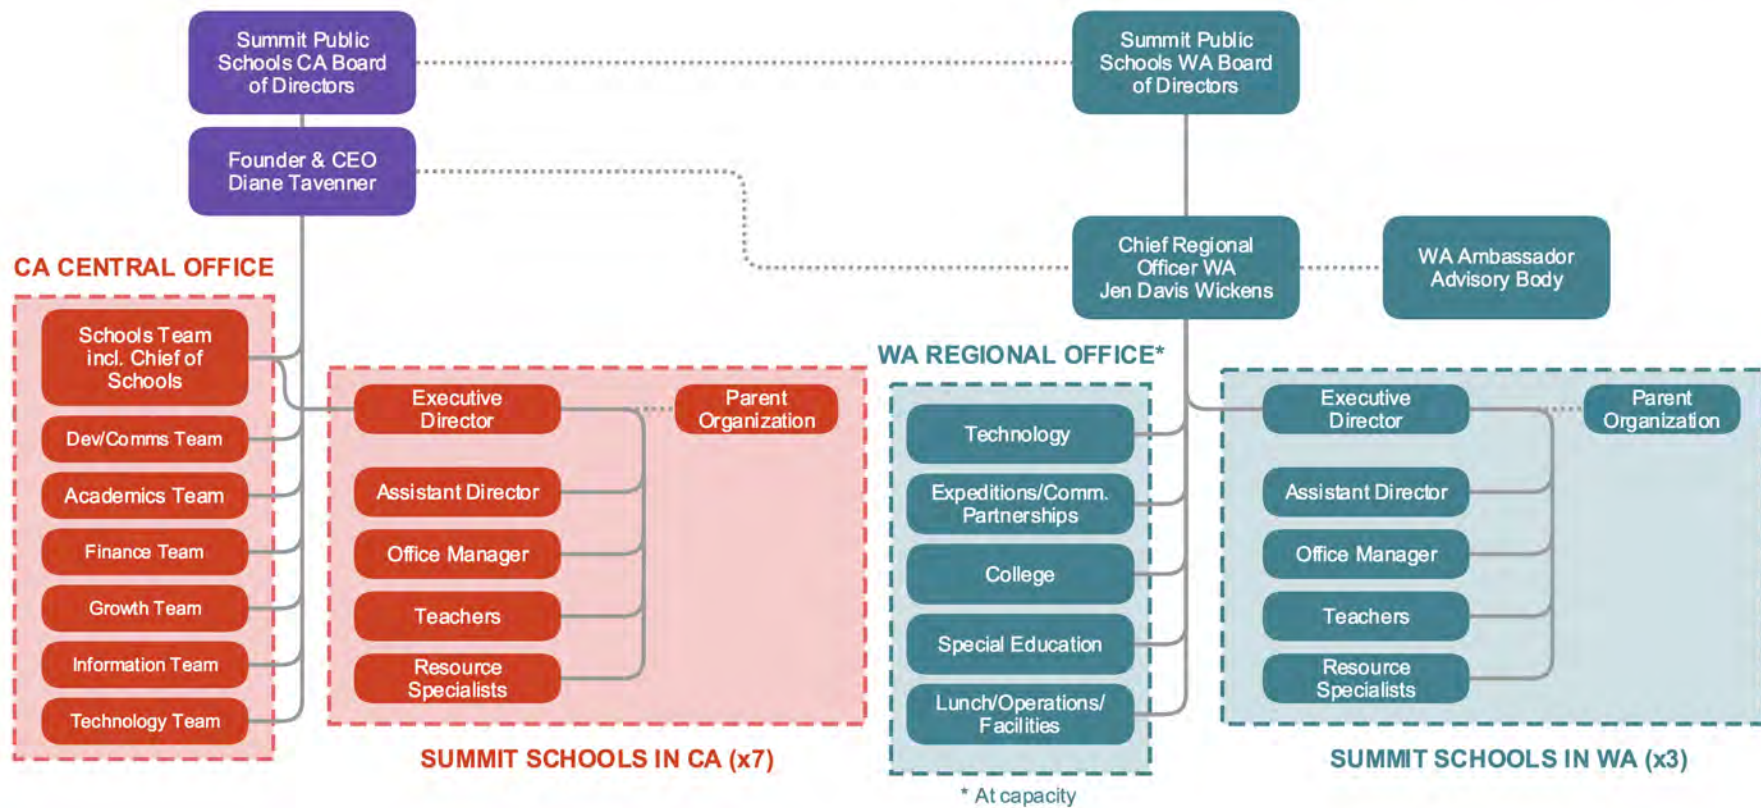 Summit Public
Schools CA Board
of Directors
Summit Public
Schools WA Board
of Directors
Founder & CEO
Diane Tavenner
Chief Regional
Officer WA
Jen Davis Wickens
WA Ambassador
Advisory Body
CA CENTRAL OFFICE
Schools Team
incl. Chief of
Schools
Dev/Comms Team
Academics Team
Finance Team
Growth Team
Information Team
Technology Team
Executive
Director
Parent
Organization
Assistant Director
Office Manager
Teachers
Resource
Specialists
SUMMIT SCHOOLS IN CA (x7)
WA REGIONAL OFFICE*
Technology
Expeditions/Comm.
Partnerships
College
Special Education
Lunch/Operations/
Facilities
* At capacity
Executive
Director
Parent
Organization
Assistant Director
Office Manager
Teachers
Resource
Specialists
SUMMIT SCHOOLS IN WA (x3)